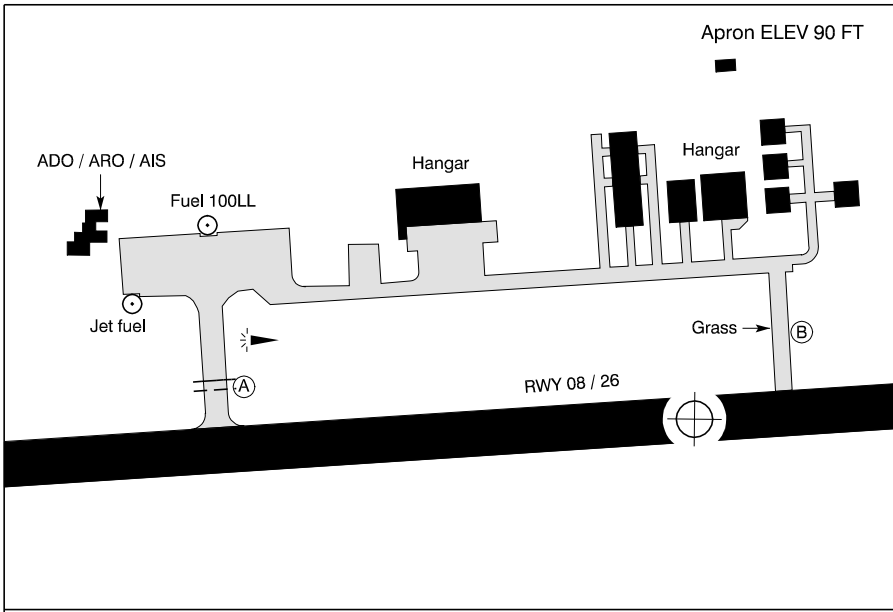 Apron ELEV 90 FT
ADO / ARO / AIS
Hangar
Hangar
Fuel 100LL
Jet fuel
Grass
B
A
RWY 08 / 26